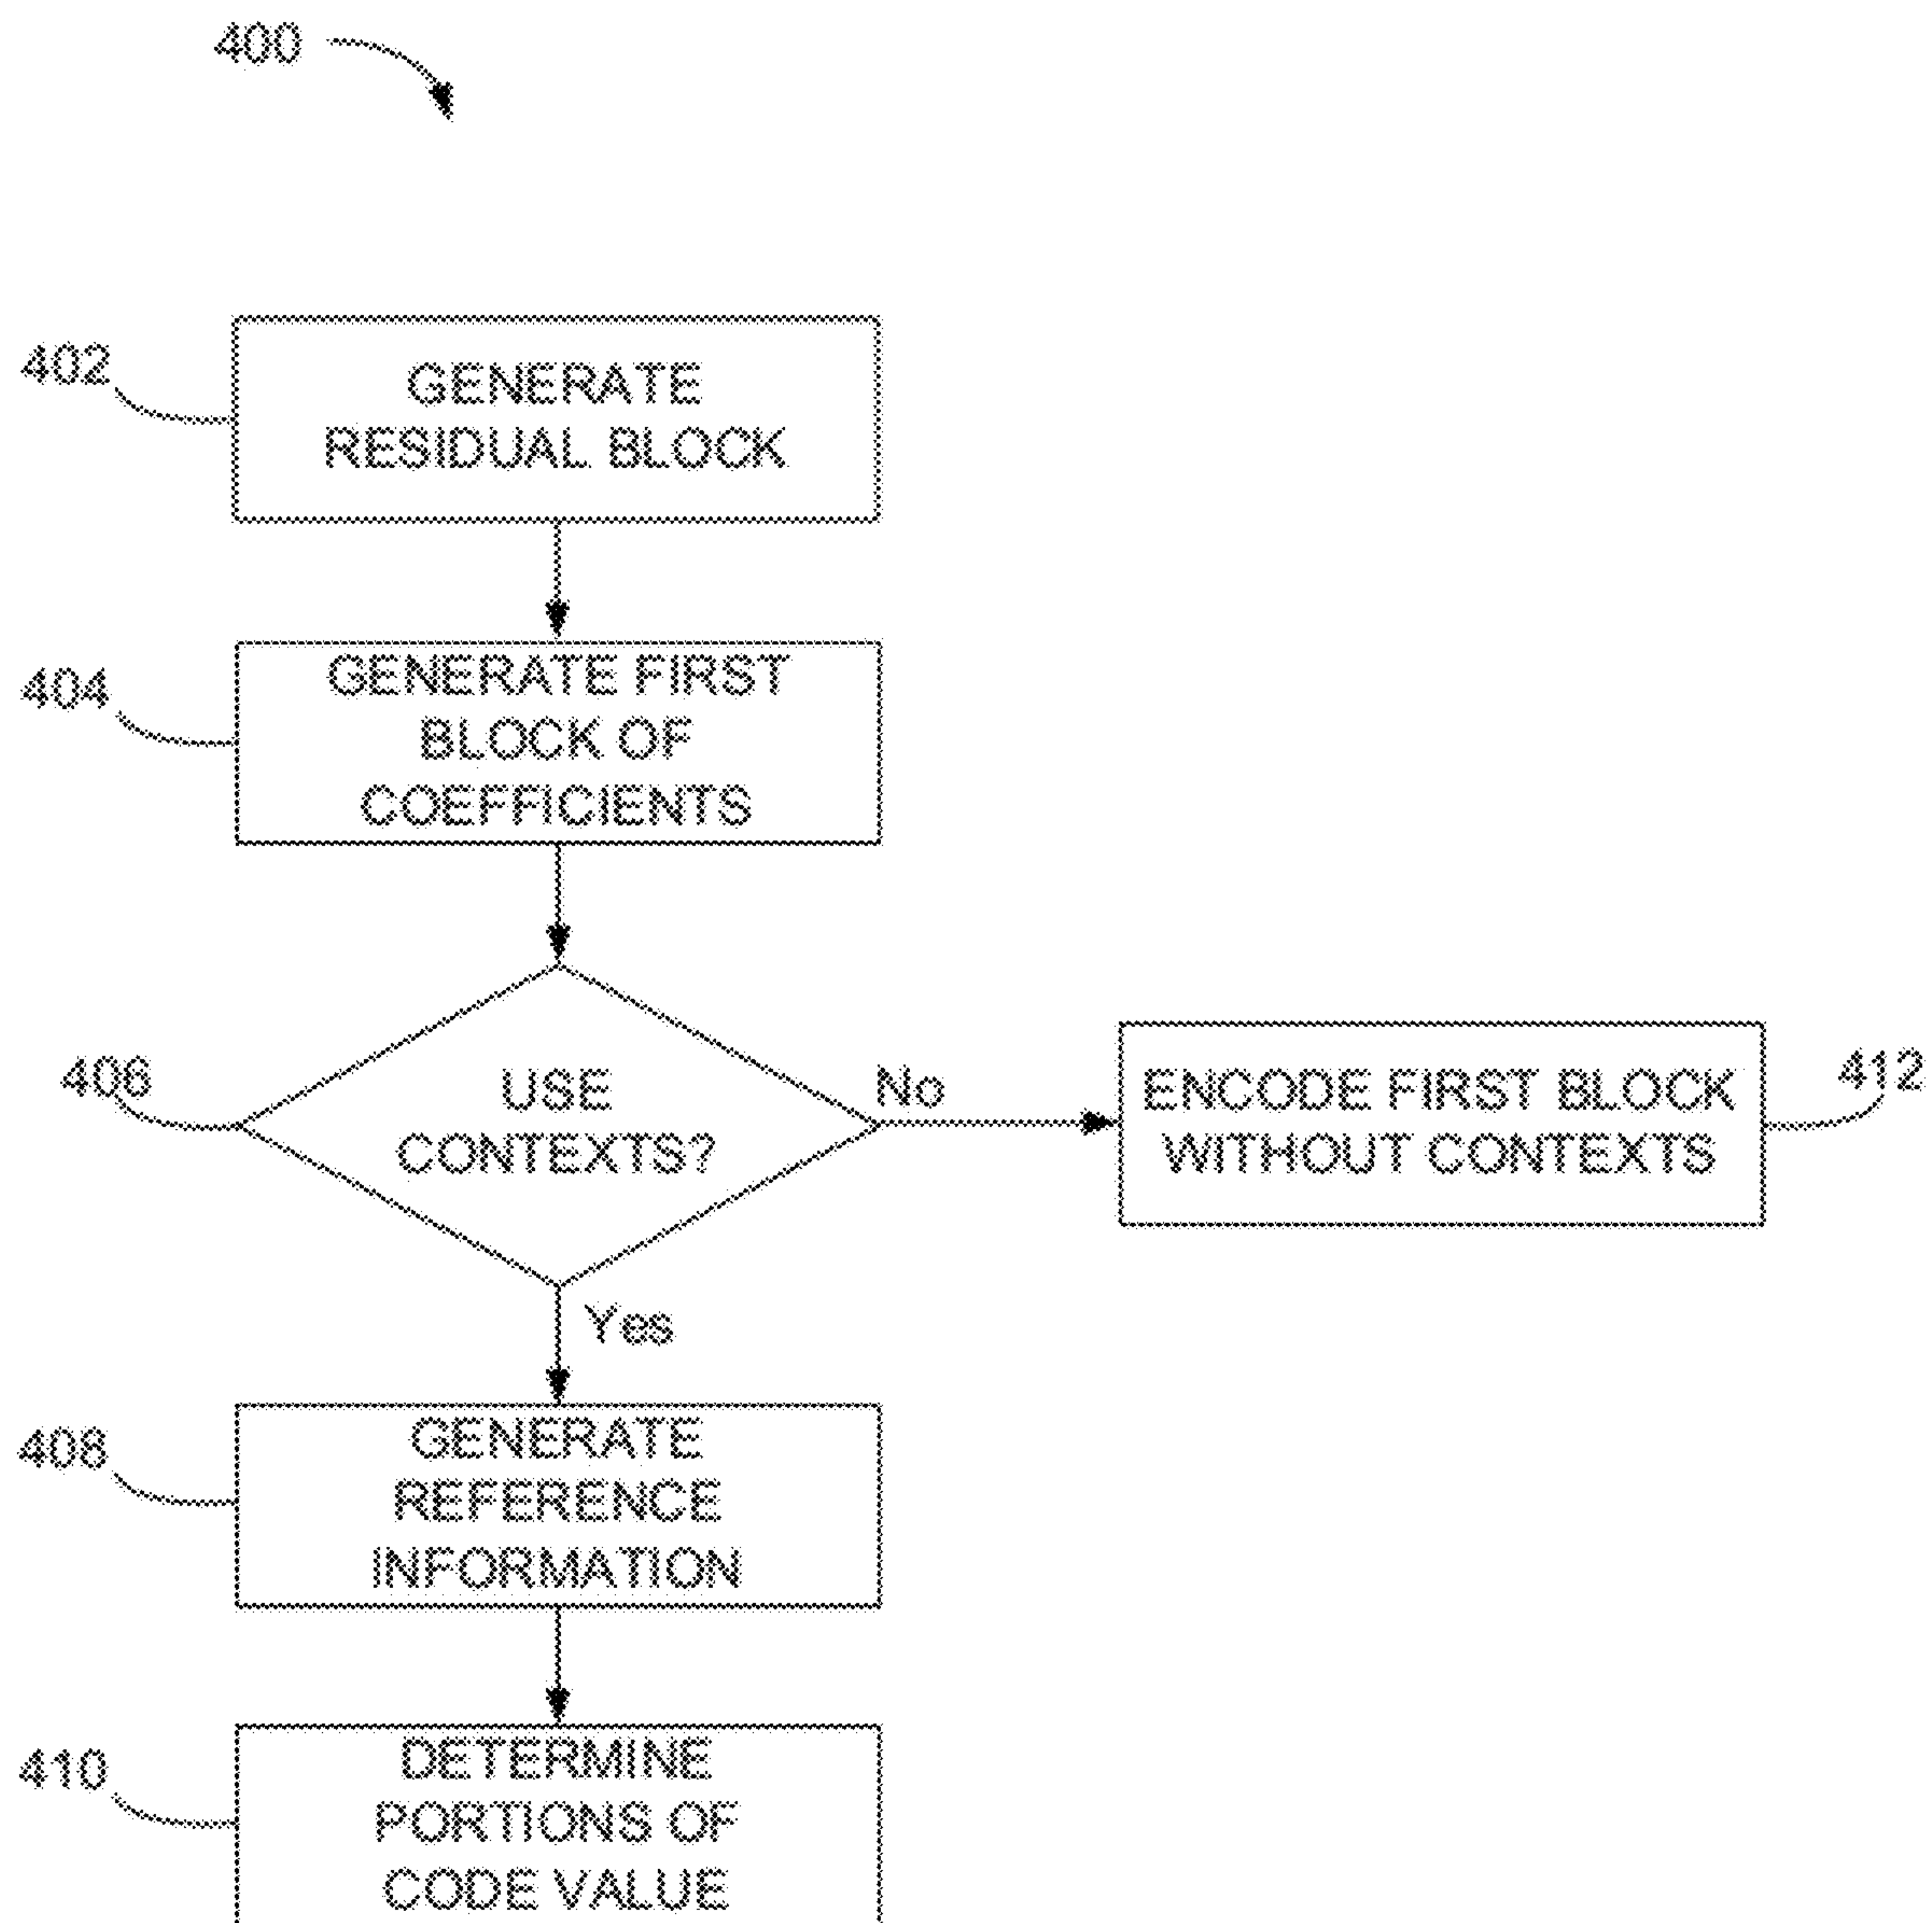 400
402
GENERATE
RESIDUAL BLOCK
404
GENERATE FIRST
BLOCK OF
COEFFICIENTS
406
USE
CONTEXTS?
No
ENCODE FIRST BLOCK
WITHOUT CONTEXTS
412
Yes
408
GENERATE
REFERENCE
INFORMATION
410
DETERMINE
PORTIONS OF
CODE VALUE